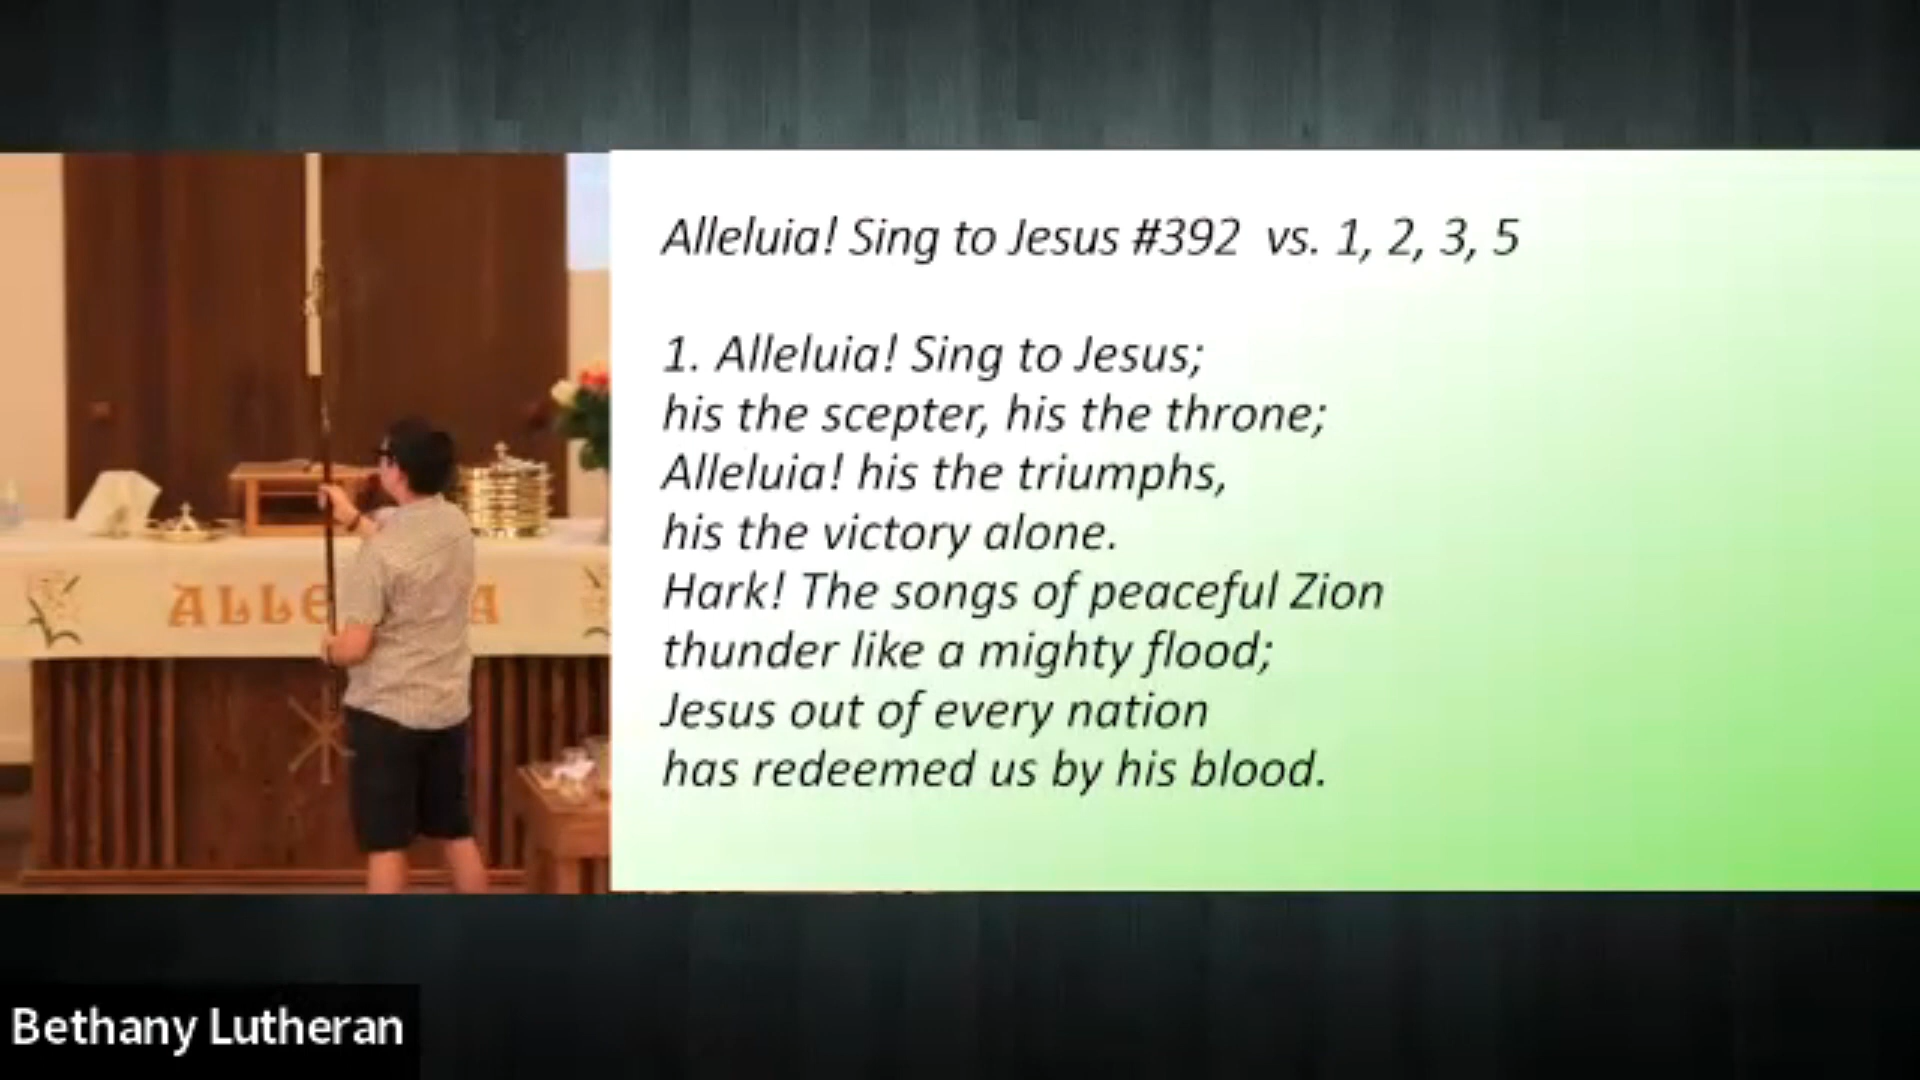 Alleluia! Sing to Jesus #392 vs. 1, 2, 3, 5
1. Alleluia! Sing to Jesus;
his the scepter, his the throne;
Alleluia! his the triumphs,
his the victory alone.
Hark! The songs of peaceful Zion
thunder like a mighty flood;
Jesus out of every nation
has redeemed us by his blood.
ALLE A
Bethany Lutheran